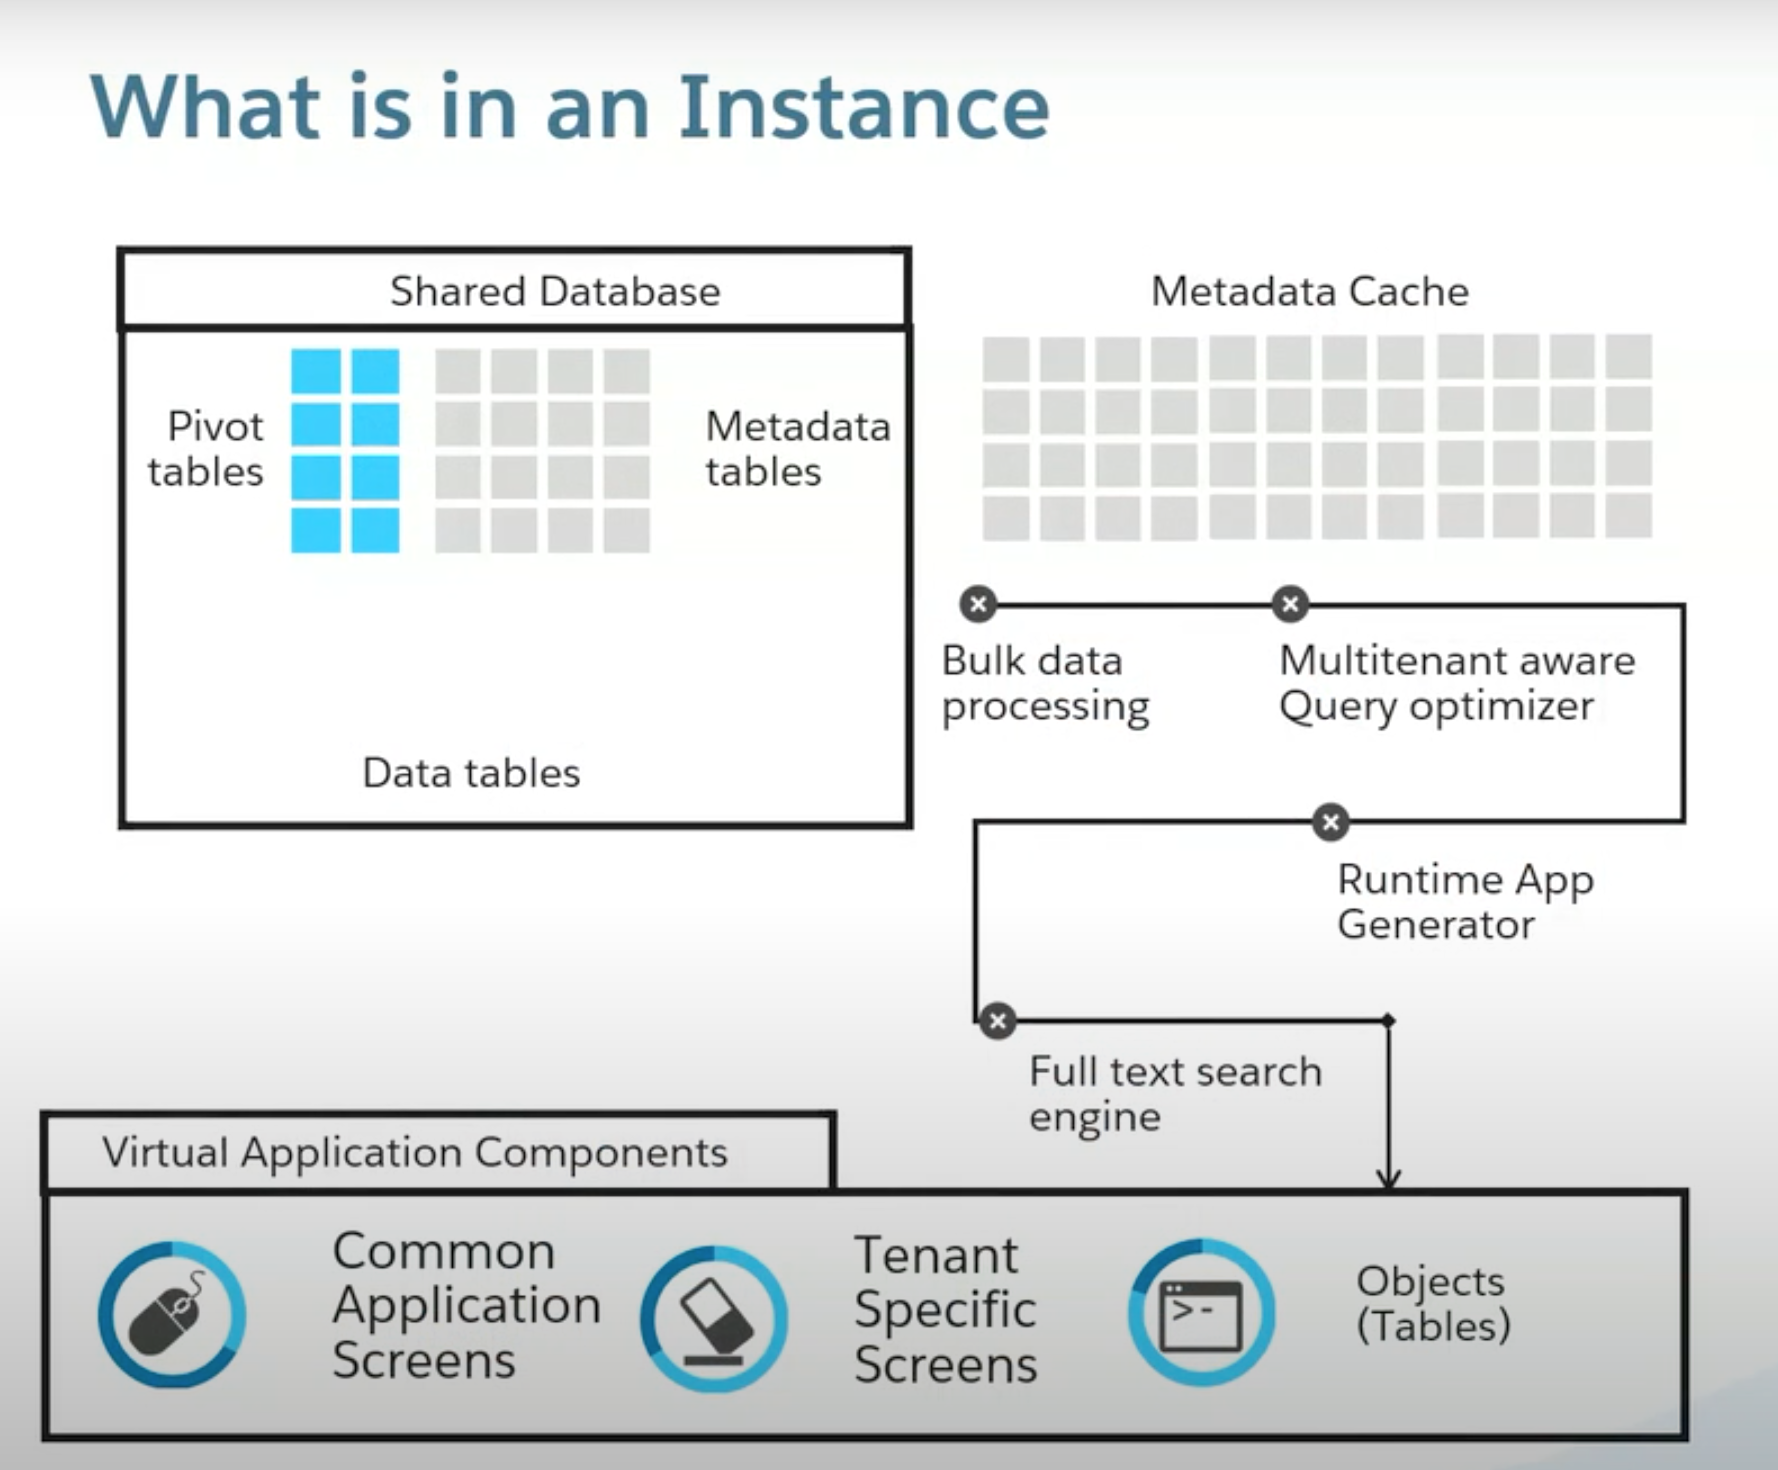 What is in an Instance
Shared Database
Pivot
tables
Metadata
tables
Data tables
Metadata Cache
Bulk data
processing
Multitenant aware
Query optimizer
Runtime App
Generator
Full text search
engine
Virtual Application Components
Common
Application
Screens
Tenant
Specific
Screens
>-
Objects
(Tables)